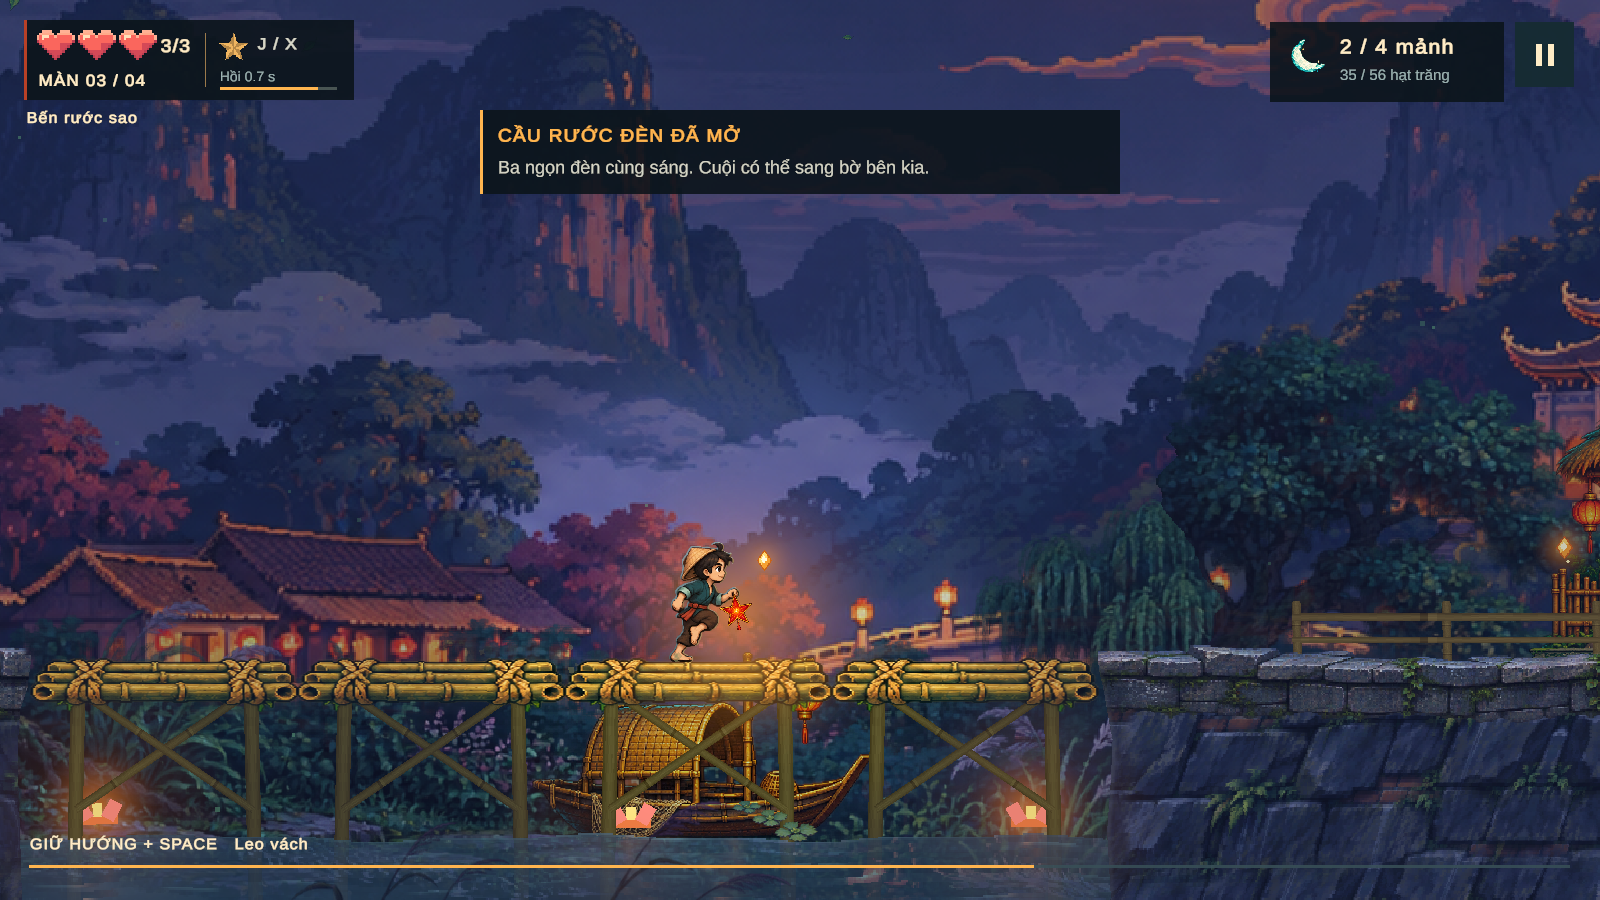 3/3
J / X
Hồi 0.7 s
MÀN 03 / 04
Bến rước sao
CẦU RƯỚC ĐÈN ĐÃ MỞ
Ba ngọn đèn cùng sáng. Cuội có thể sang bờ bên kia.
2 / 4 mảnh
35 / 56 hạt trăng
GIỮ HƯỚNG + SPACE Leo vách